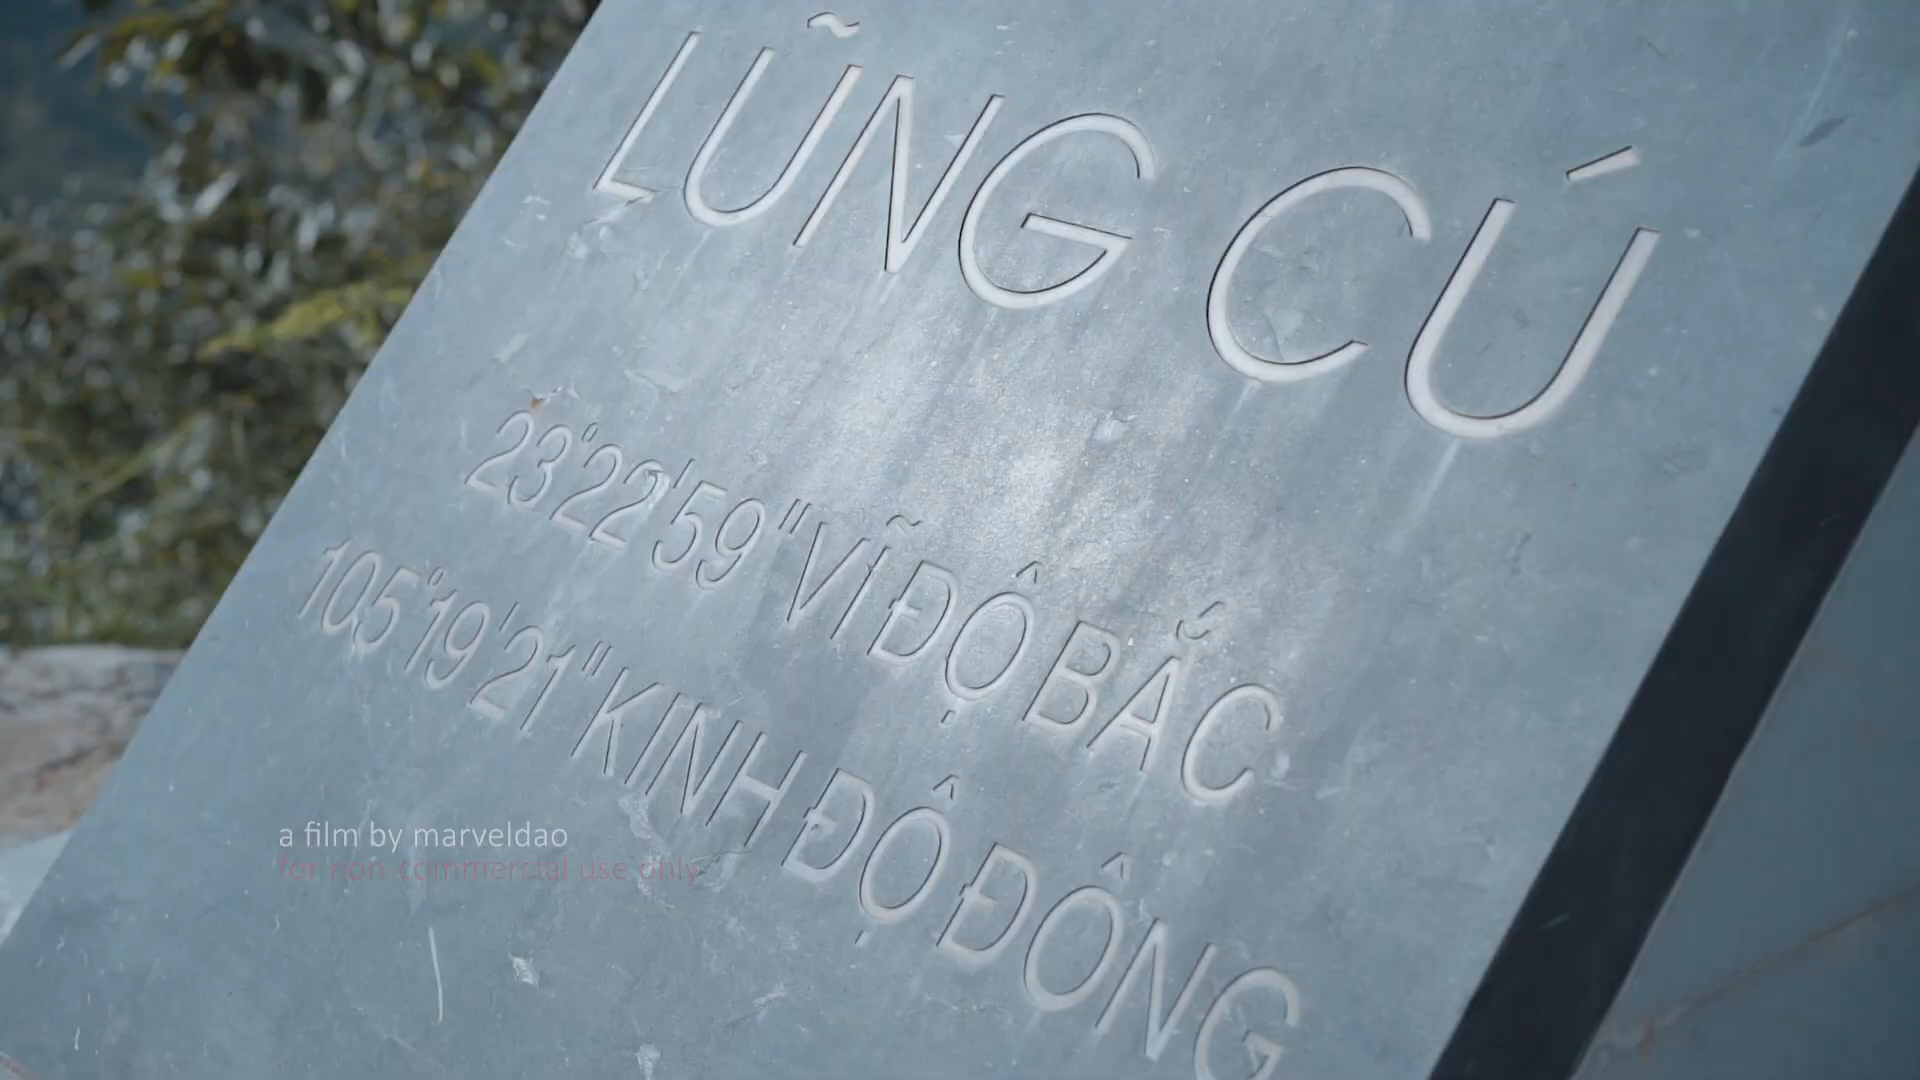 LŨNG CÚ
23°22'59"VĨ ĐỘ BẮC
105°19'21"KINH ĐỘ ĐÔNG
a film by marveldao
for non-commercial use only